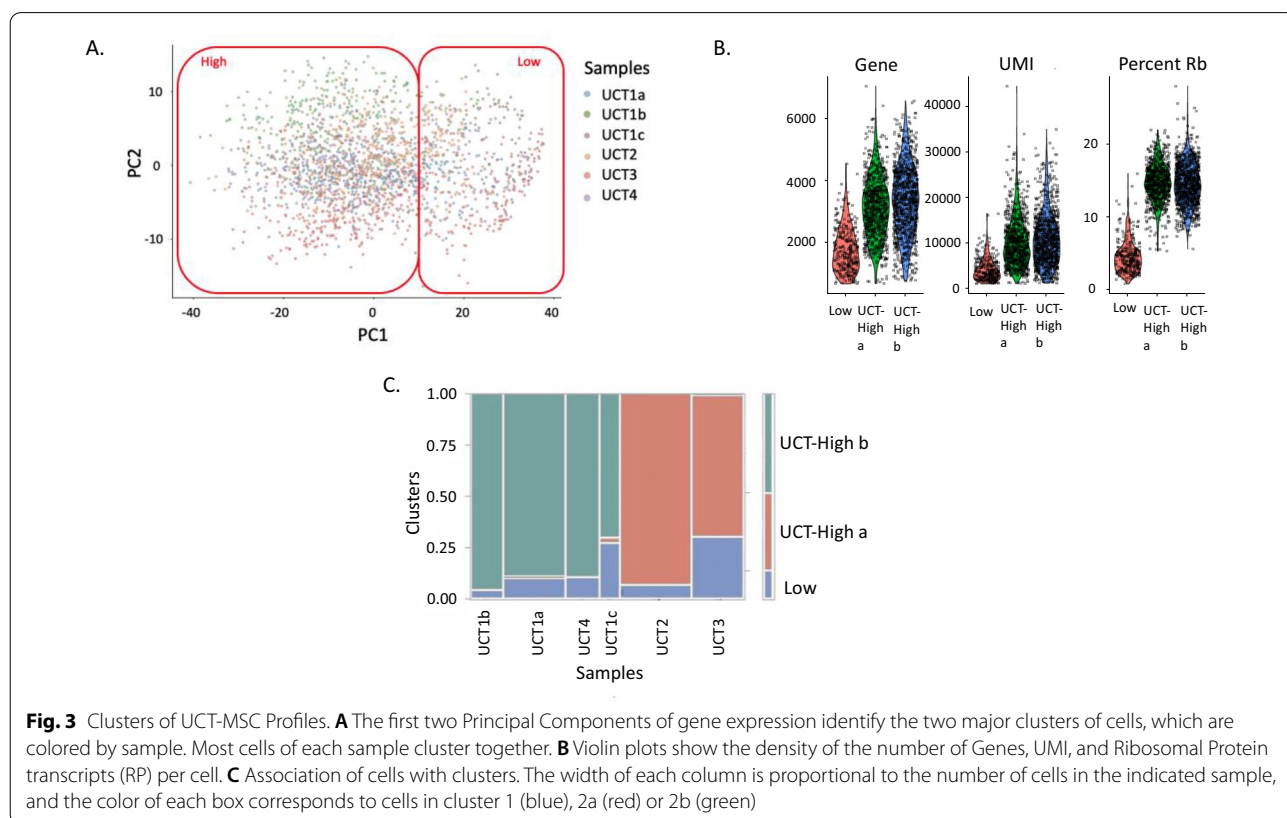 A.
High
Low
Samples
UCT1a
UCT1b
UCT1c
UCT2
UCT3
UCT4
PC2
10
0
-10
-40
-20
0
20
40
PC1
B.
Gene
UMI
Percent Rb
6000
4000
2000
40000
30000
20000
10000
0
20
10
0
Low
UCT-
High
a
UCT-
High
b
Low
UCT-
High
a
UCT-
High
b
Low
UCT-
High
a
UCT-
High
b
C.
1.00
0.75
0.50
0.25
0.00
Clusters
UCT1b
UCT1a
UCT4
UCT1c
UCT2
UCT3
Samples
UCT-High b
UCT-High a
Low
Fig. 3 Clusters of UCT-MSC Profiles. A The first two Principal Components of gene expression identify the two major clusters of cells, which are
colored by sample. Most cells of each sample cluster together. B Violin plots show the density of the number of Genes, UMI, and Ribosomal Protein
transcripts (RP) per cell. C Association of cells with clusters. The width of each column is proportional to the number of cells in the indicated sample,
and the color of each box corresponds to cells in cluster 1 (blue), 2a (red) or 2b (green)